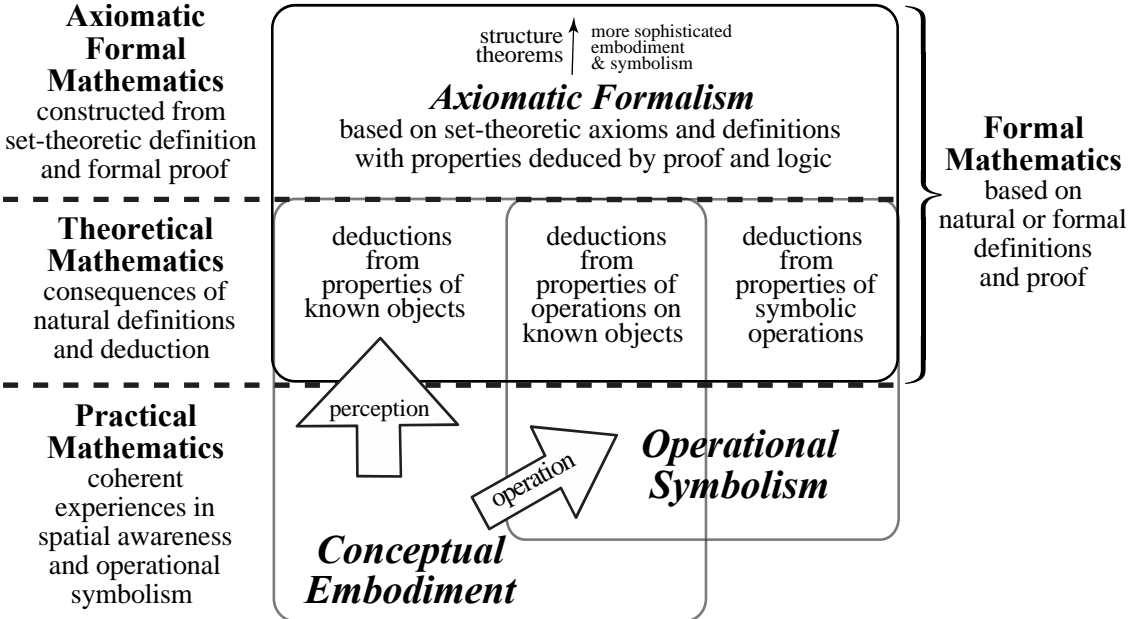 Axiomatic
Formal
Mathematics
constructed from
set-theoretic definition
and formal proof
structure
theorems
more sophisticated
embodiment
& symbolism
Axiomatic Formalism
based on set-theoretic axioms and definitions
with properties deduced by proof and logic
Formal
Mathematics
based on
natural or formal
definitions
and proof
Theoretical
Mathematics
consequences of
natural definitions
and deduction
deductions
from
properties of
known objects
deductions
from
properties of
operations on
known objects
deductions
from
properties of
symbolic
operations
Practical
Mathematics
coherent
experiences in
spatial awareness
and operational
symbolism
perception
operation
Operational
Symbolism
Conceptual
Embodiment